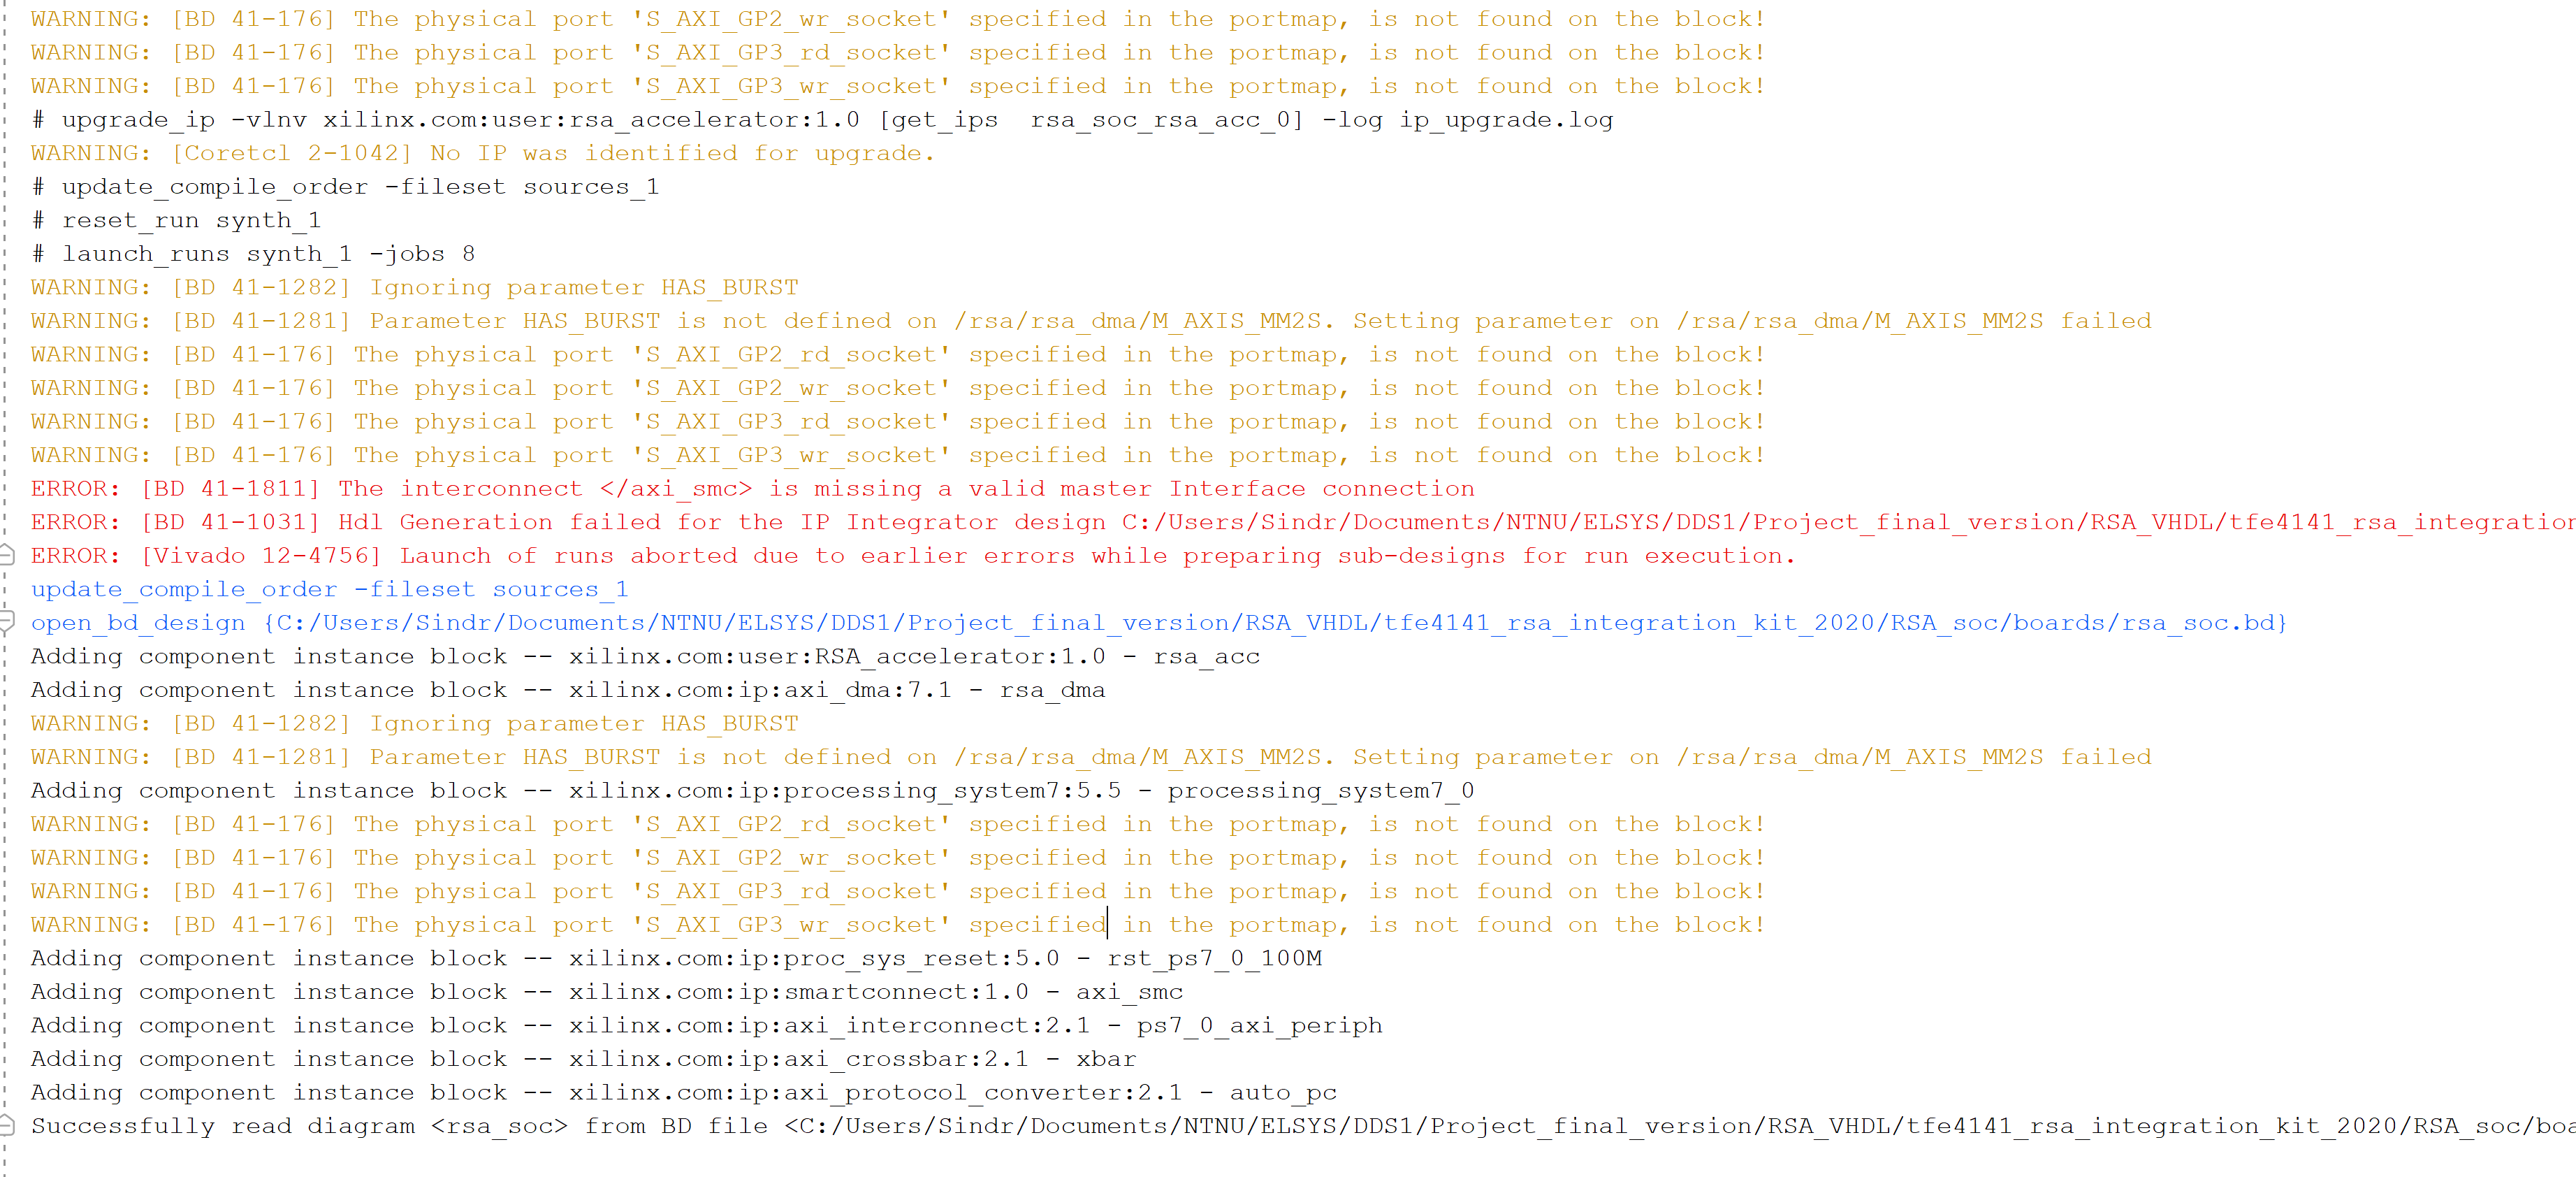 WARNING: [BD 41-176] The physical port 'S_AXI_GP2_wr_socket' specified in the portmap, is not found on the block!
WARNING: [BD 41-176] The physical port 'S_AXI_GP3_rd_socket' specified in the portmap, is not found on the block!
WARNING: [BD 41-176] The physical port 'S_AXI_GP3_wr_socket' specified in the portmap, is not found on the block!
# upgrade_ip -vlnv xilinx.com:user:rsa_accelerator:1.0 [get_ips  rsa_soc_rsa_acc_0] -log ip_upgrade.log
WARNING: [Coretcl 2-1042] No IP was identified for upgrade.
# update_compile_order -fileset sources_1
# reset_run synth_1
# launch_runs synth_1 -jobs 8
WARNING: [BD 41-1282] Ignoring parameter HAS_BURST
WARNING: [BD 41-1281] Parameter HAS_BURST is not defined on /rsa/rsa_dma/M_AXIS_MM2S. Setting parameter on /rsa/rsa_dma/M_AXIS_MM2S failed
WARNING: [BD 41-176] The physical port 'S_AXI_GP2_rd_socket' specified in the portmap, is not found on the block!
WARNING: [BD 41-176] The physical port 'S_AXI_GP2_wr_socket' specified in the portmap, is not found on the block!
WARNING: [BD 41-176] The physical port 'S_AXI_GP3_rd_socket' specified in the portmap, is not found on the block!
WARNING: [BD 41-176] The physical port 'S_AXI_GP3_wr_socket' specified in the portmap, is not found on the block!
ERROR: [BD 41-1811] The interconnect </axi_smc> is missing a valid master Interface connection
ERROR: [BD 41-1031] Hdl Generation failed for the IP Integrator design C:/Users/Sindr/Documents/NTNU/ELSYS/DDS1/Project_final_version/RSA_VHDL/tfe4141_rsa_integration
ERROR: [Vivado 12-4756] Launch of runs aborted due to earlier errors while preparing sub-designs for run execution.
update_compile_order -fileset sources_1
open_bd_design {C:/Users/Sindr/Documents/NTNU/ELSYS/DDS1/Project_final_version/RSA_VHDL/tfe4141_rsa_integration_kit_2020/RSA_soc/boards/rsa_soc.bd}
Adding component instance block -- xilinx.com:user:RSA_accelerator:1.0 - rsa_acc
Adding component instance block -- xilinx.com:ip:axi_dma:7.1 - rsa_dma
WARNING: [BD 41-1282] Ignoring parameter HAS_BURST
WARNING: [BD 41-1281] Parameter HAS_BURST is not defined on /rsa/rsa_dma/M_AXIS_MM2S. Setting parameter on /rsa/rsa_dma/M_AXIS_MM2S failed
Adding component instance block -- xilinx.com:ip:processing_system7:5.5 - processing_system7_0
WARNING: [BD 41-176] The physical port 'S_AXI_GP2_rd_socket' specified in the portmap, is not found on the block!
WARNING: [BD 41-176] The physical port 'S_AXI_GP2_wr_socket' specified in the portmap, is not found on the block!
WARNING: [BD 41-176] The physical port 'S_AXI_GP3_rd_socket' specified in the portmap, is not found on the block!
WARNING: [BD 41-176] The physical port 'S_AXI_GP3_wr_socket' specified in the portmap, is not found on the block!
Adding component instance block -- xilinx.com:ip:proc_sys_reset:5.0 - rst_ps7_0_100M
Adding component instance block -- xilinx.com:ip:smartconnect:1.0 - axi_smc
Adding component instance block -- xilinx.com:ip:axi_interconnect:2.1 - ps7_0_axi_periph
Adding component instance block -- xilinx.com:ip:axi_crossbar:2.1 - xbar
Adding component instance block -- xilinx.com:ip:axi_protocol_converter:2.1 - auto_pc
Successfully read diagram <rsa_soc> from BD file <C:/Users/Sindr/Documents/NTNU/ELSYS/DDS1/Project_final_version/RSA_VHDL/tfe4141_rsa_integration_kit_2020/RSA_soc/boa